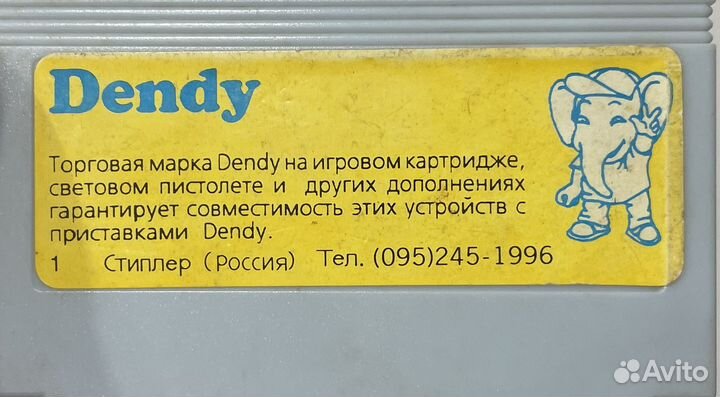 Dendy
Торговая марка Dendy на игровом картридже,
световом пистолете и других дополнениях
гарантирует совместимость этих устройств с
приставками Dendy.
1 Стиплер (Россия) Тел. (095)245-1996
Avito